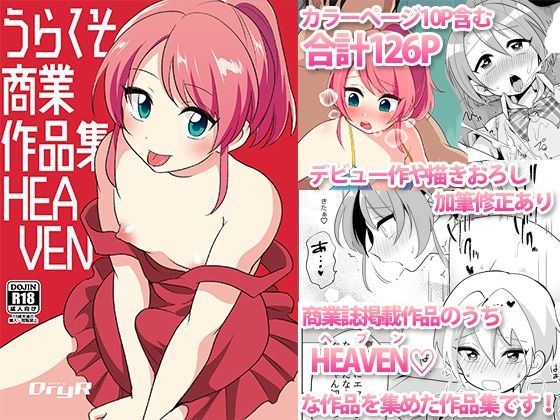 うらくそ
商業
作品集
HEA
VEN
DOJIN
R18
成人向け
DryR
カラーページ10P含む
合計126P
デビュー作や描きおろし
加筆修正あり
きたぁ♡
商業誌掲載作品のうち
ヘブン
HEAVEN♡
な作品を集めた作品集です！